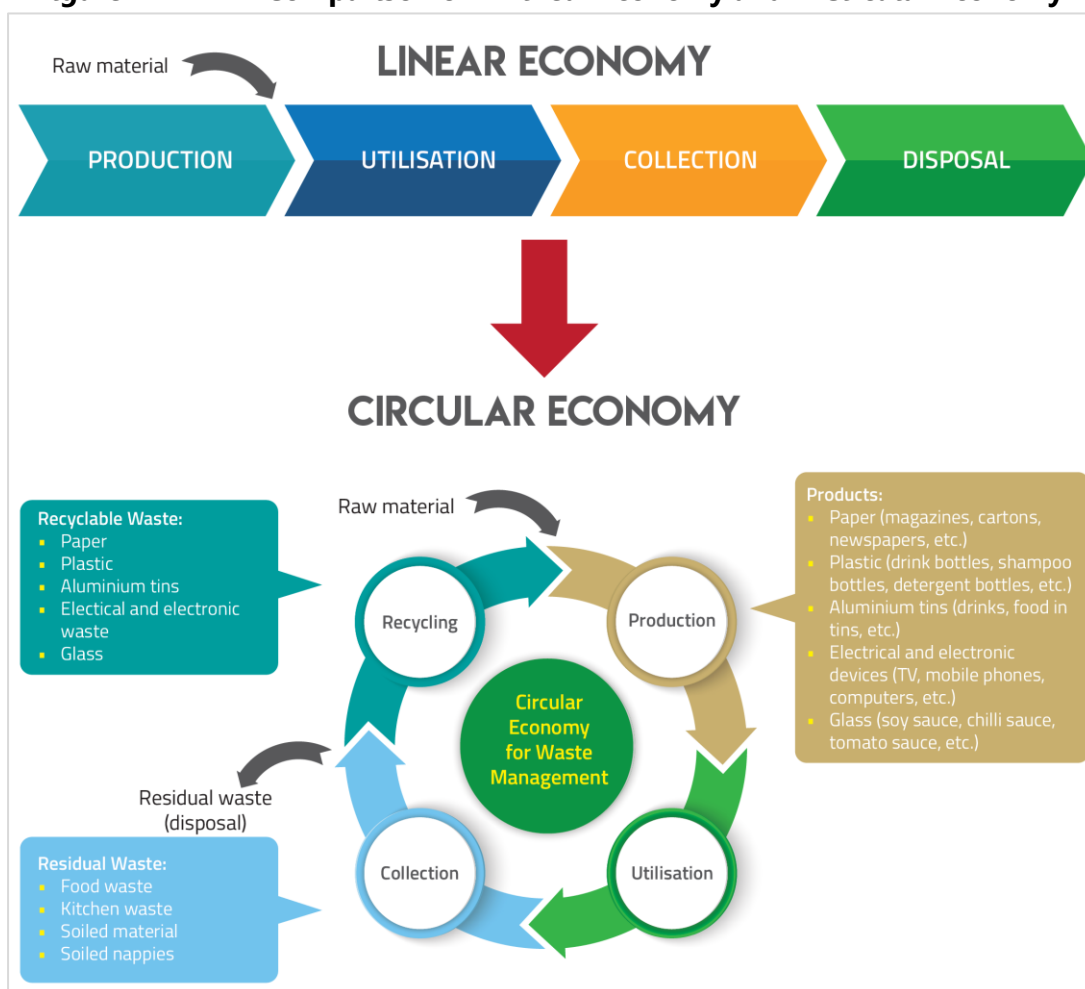 Comparison
Economy and
Economy
Raw material
LINEAR ECONOMY
PRODUCTION
UTILISATION
COLLECTION
DISPOSAL
CIRCULAR ECONOMY
Recyclable Waste:
▪ Paper
▪ Plastic
▪ Aluminium tins
▪ Electical and electronic
waste
▪ Glass
Raw material
Products:
▪ Paper (magazines, cartons,
newspapers, etc.)
▪ Plastic (drink bottles, shampoo
bottles, detergent bottles, etc.)
▪ Aluminium tins (drinks, food in
tins, etc.)
▪ Electrical and electronic
devices (TV, mobile phones,
computers, etc.)
▪ Glass (soy sauce, chilli sauce,
tomato sauce, etc.)
Recycling
Production
Circular
Economy
for Waste
Management
Residual waste
(disposal)
Collection
Utilisation
Residual Waste:
▪ Food waste
▪ Kitchen waste
▪ Soiled material
▪ Soiled nappies